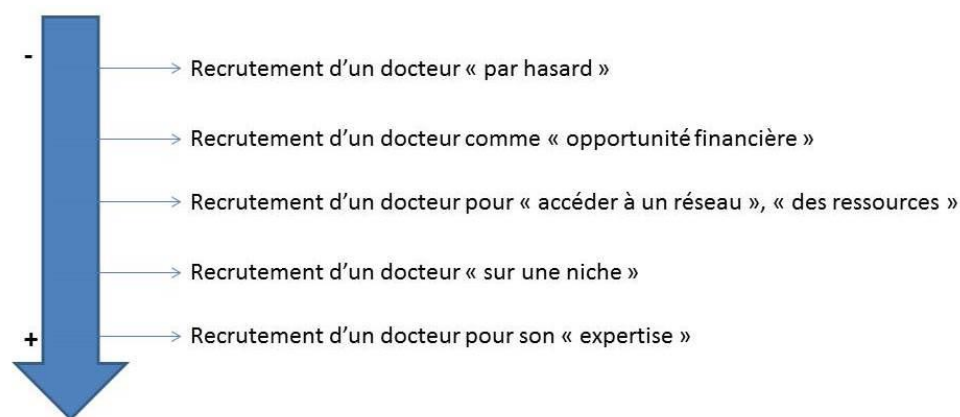 -
Recrutement d’un docteur « par hasard »
Recrutement d’un docteur comme « opportunité financière »
Recrutement d’un docteur pour « accéder à un réseau », « des ressources »
Recrutement d’un docteur « sur une niche »
+
Recrutement d’un docteur pour son « expertise »